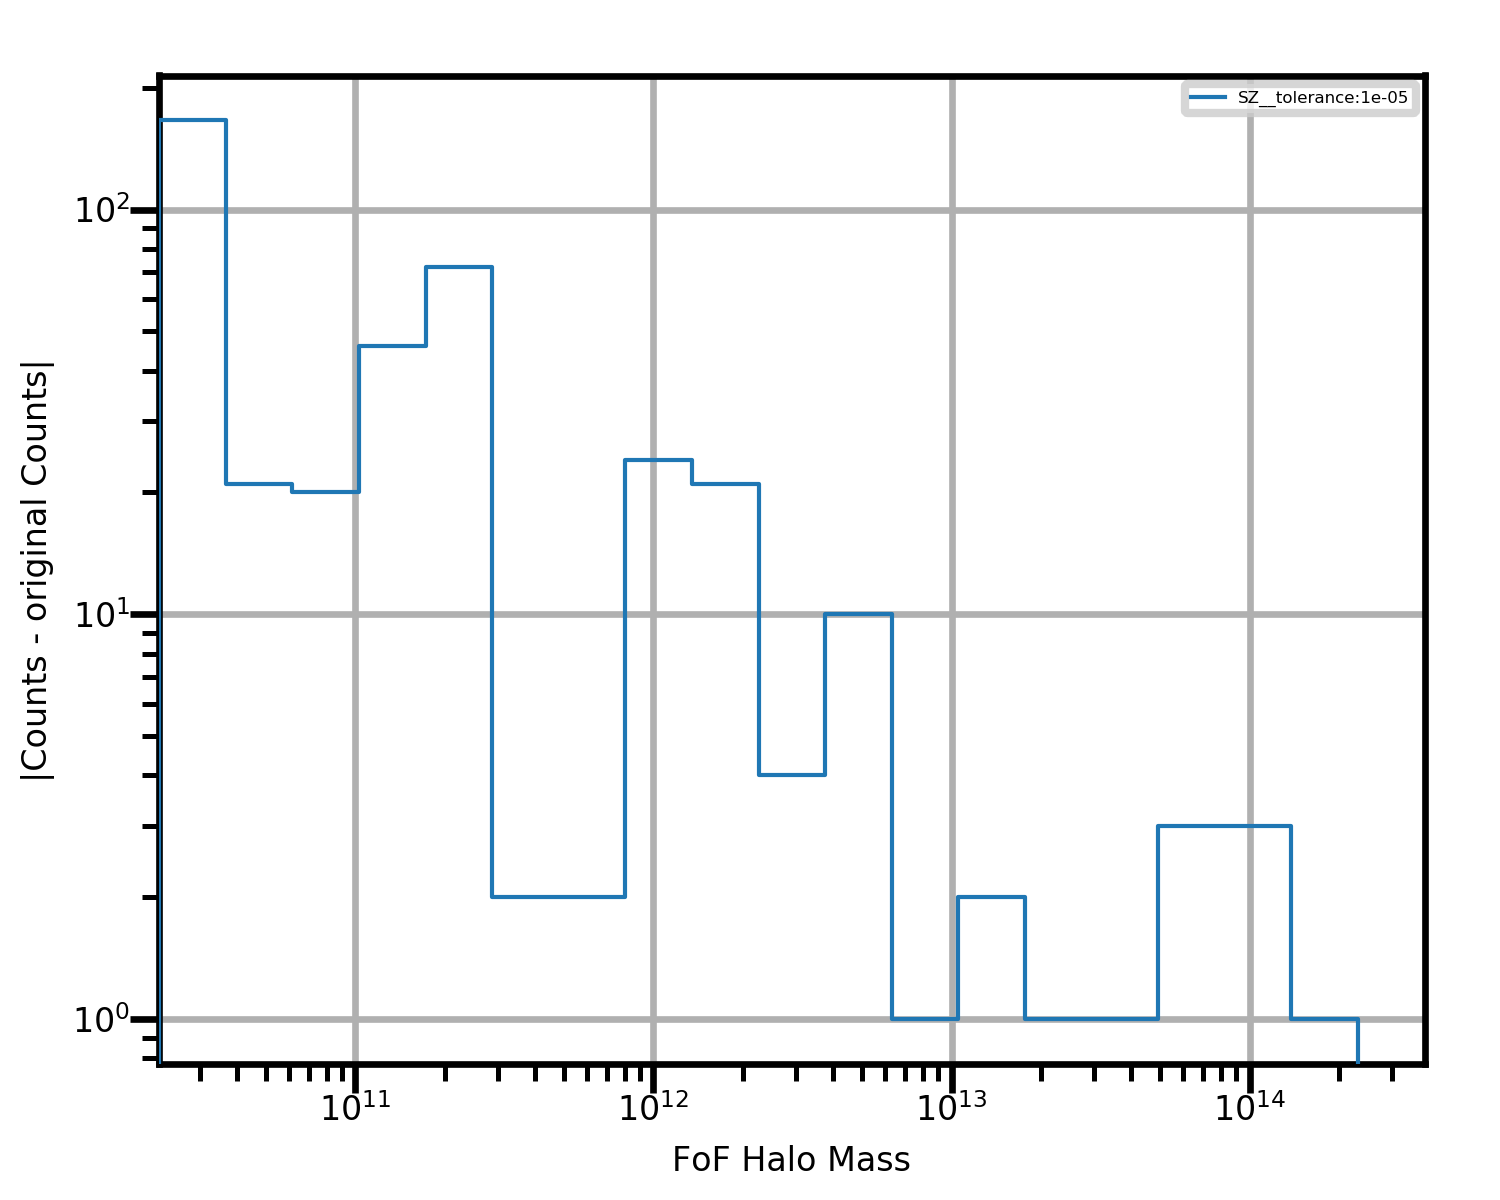 SZ__tolerance:1e-05
10²
10¹
10⁰
|Counts - original Counts|
10¹¹ 10¹² 10¹³ 10¹⁴
FoF Halo Mass